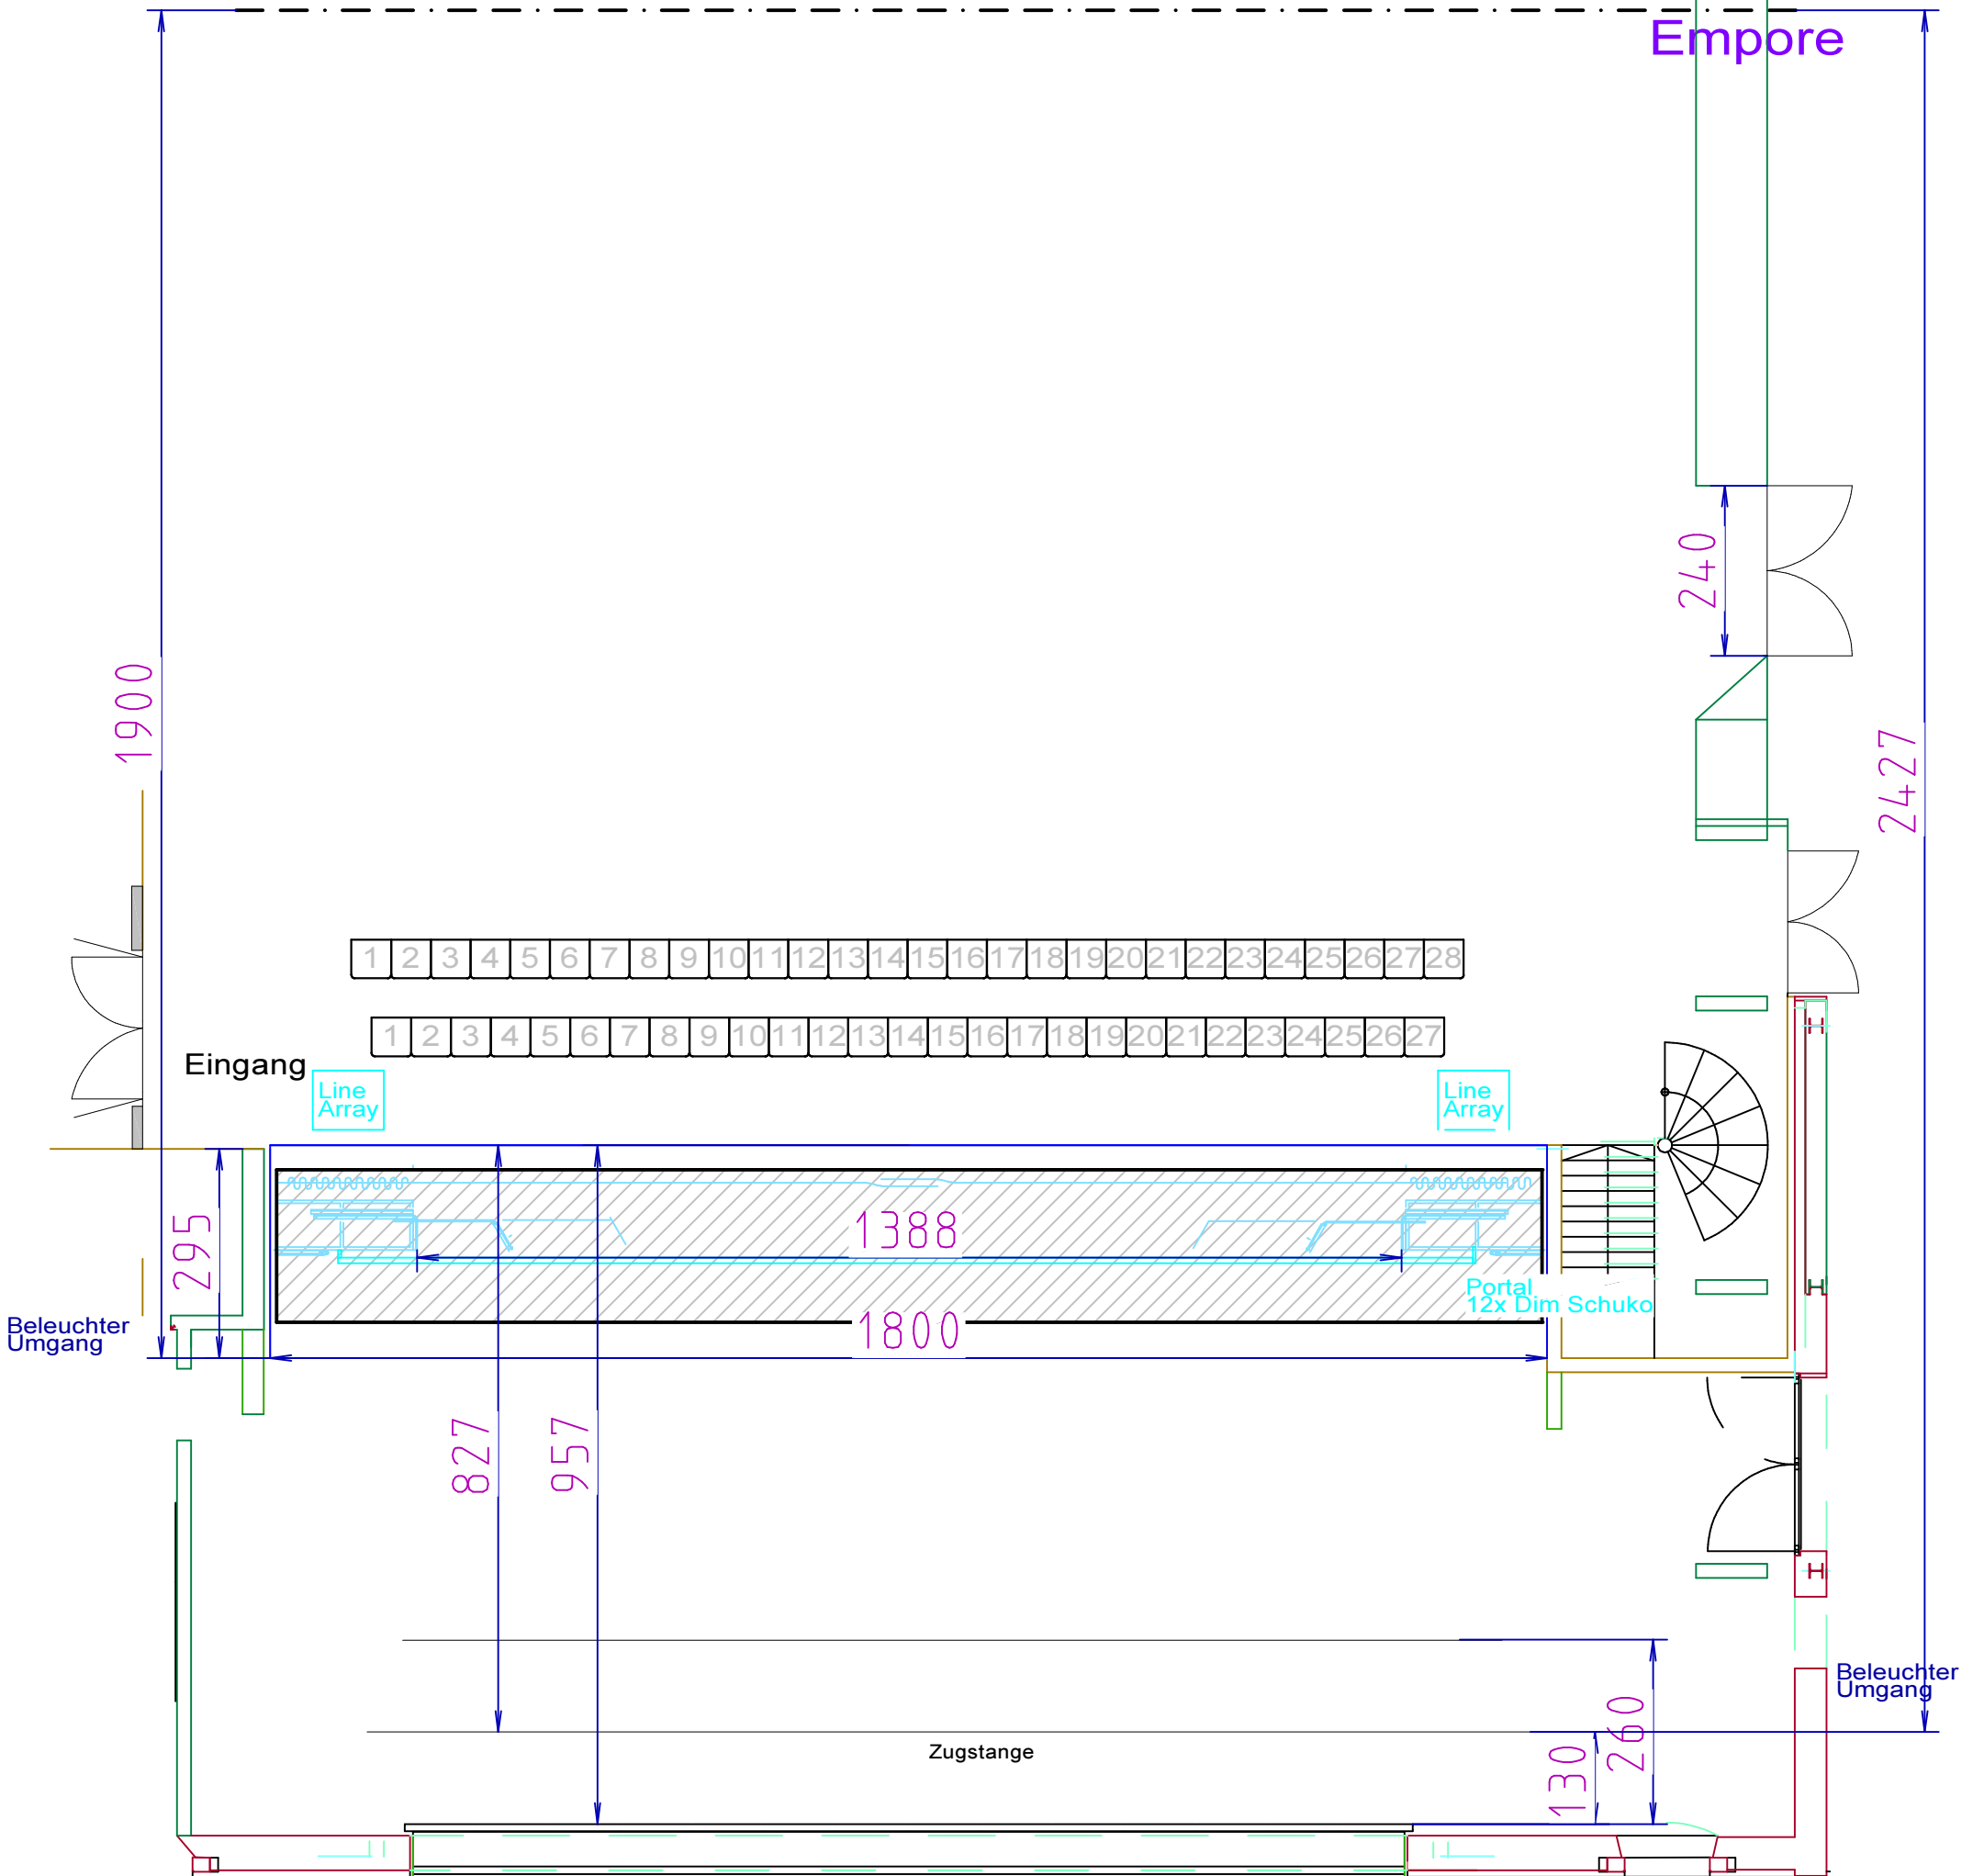 Empore
240
1900
2427
1 2 3 4 5 6 7 8 9 10 11 12 13 14 15 16 17 18 19 20 21 22 23 24 25 26 27 28
1 2 3 4 5 6 7 8 9 10 11 12 13 14 15 16 17 18 19 20 21 22 23 24 25 26 27
Eingang
Line
Array
Line
Array
295
1388
Portal
12x Dim Schuko
1800
Beleuchter
Umgang
827
957
Beleuchter
Umgang
260
130
Zugstange